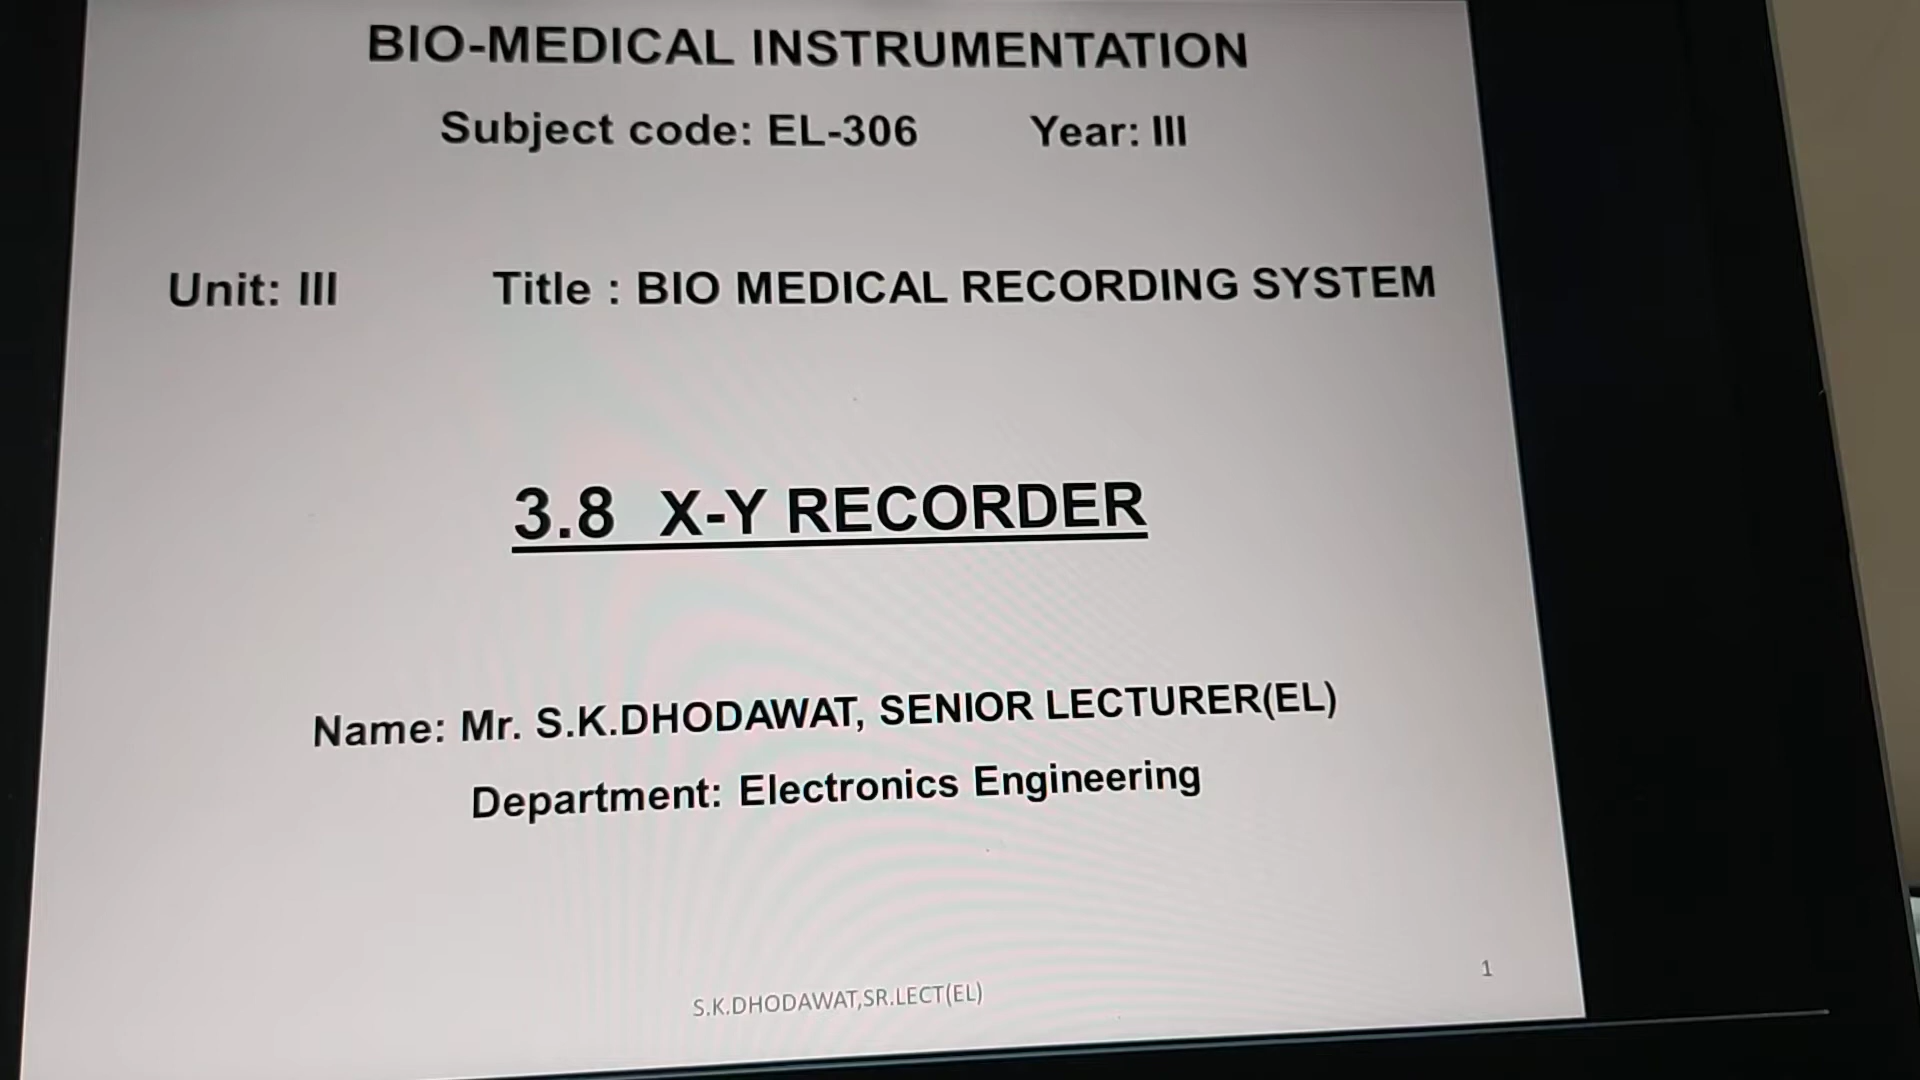 BIO-MEDICAL INSTRUMENTATION
Subject code: EL-306 Year: III
Unit: III Title : BIO MEDICAL RECORDING SYSTEM
3.8 X-Y RECORDER
Name: Mr. S.K.DHODAWAT, SENIOR LECTURER(EL)
Department: Electronics Engineering
S.K.DHODAWAT,SR.LECT(EL)
1